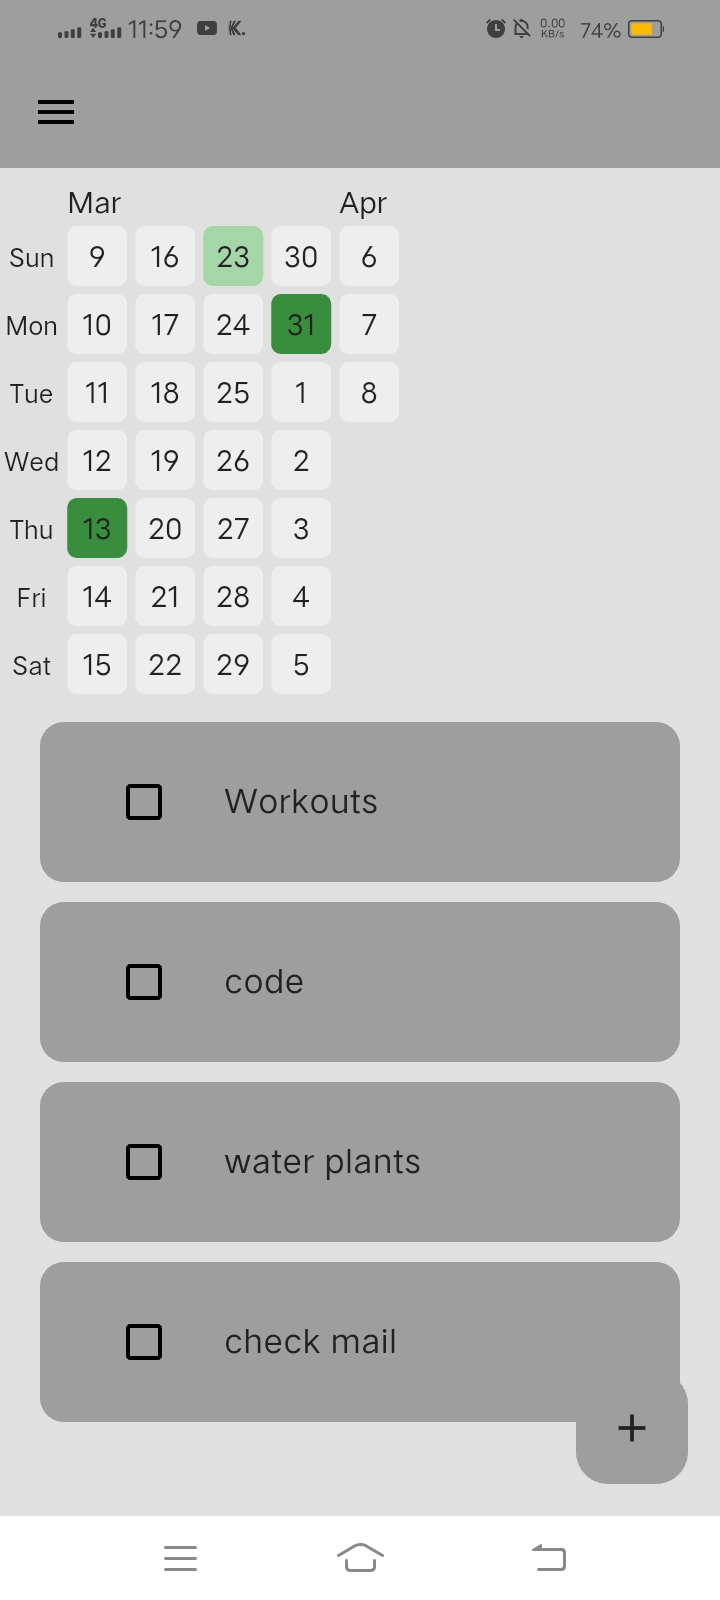 4G 11:59 K. 0.00 KB/s 74%
Mar Apr
Sun 9 16 23 30 6
Mon 10 17 24 31 7
Tue 11 18 25 1 8
Wed 12 19 26 2
Thu 13 20 27 3
Fri 14 21 28 4
Sat 15 22 29 5
Workouts
code
water plants
check mail
+